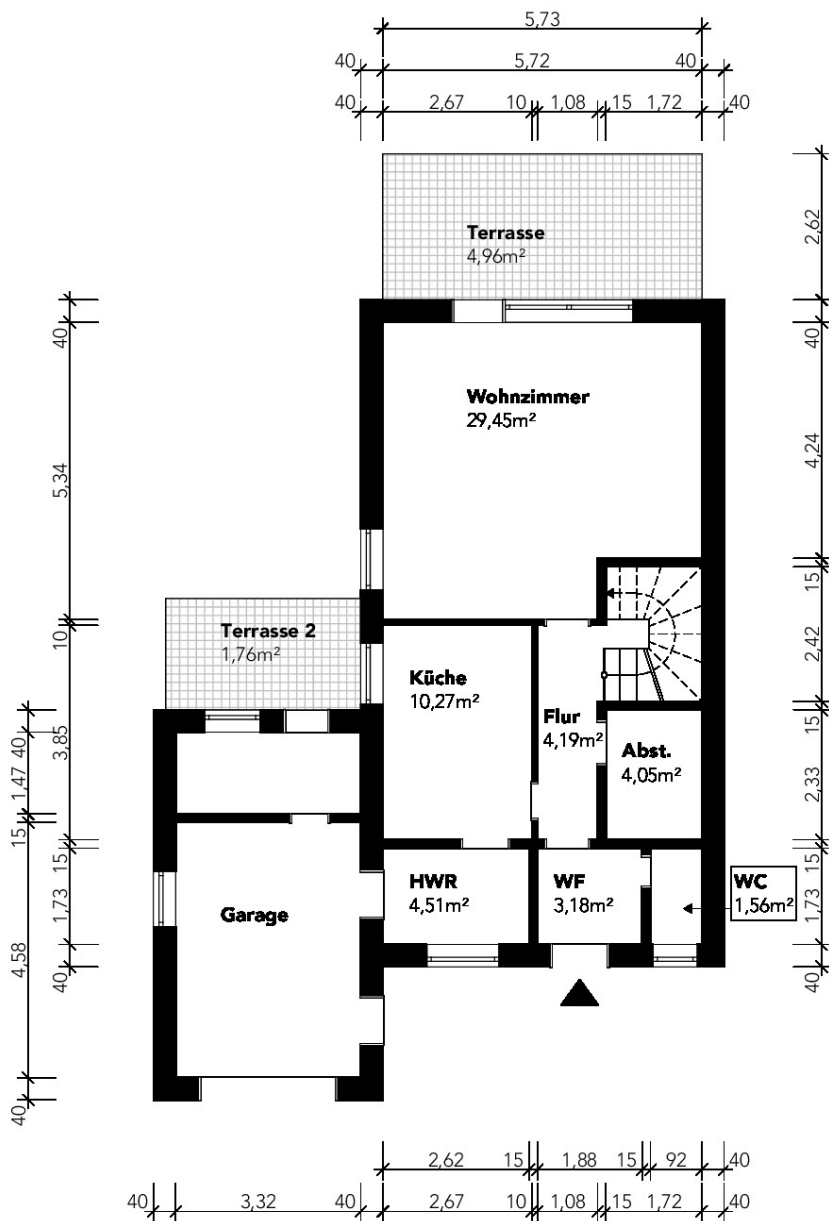 5,73
40 5,72 40
40 2,67 10 1,08 15 1,72 40
Terrasse
4,96m²
2,62
40
40
Wohnzimmer
29,45m²
5,34
4,24
15
10
Terrasse 2
1,76m²
2,42
Küche
10,27m²
Flur
4,19m²
15
Abst.
4,05m²
40
1,47
3,85
2,33
15
15
15
HWR
4,51m²
WF
3,18m²
WC
1,56m²
1,73
1,73
Garage
4,58
40
40
40
2,62 15 1,88 15 92 40
40 3,32 40 2,67 10 1,08 15 1,72 40